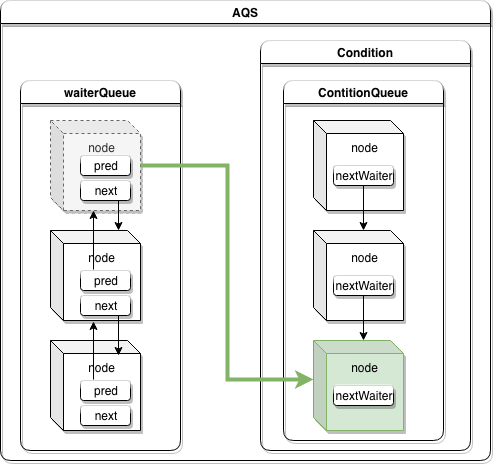 AQS
waiterQueue
node
pred
next
node
pred
next
node
pred
next
Condition
ContitionQueue
node
nextWaiter
node
nextWaiter
node
nextWaiter